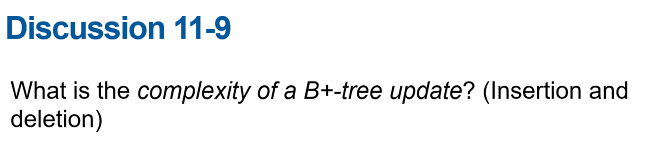 Discussion 11-9
What is the complexity of a B+-tree update? (Insertion and
deletion)